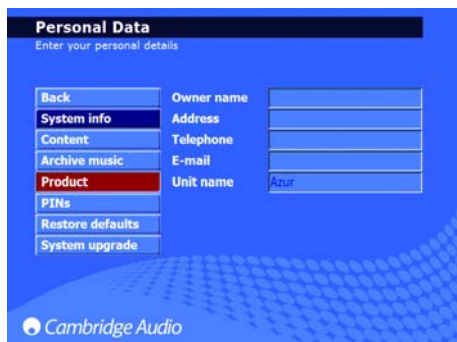 Personal Data
Enter your personal details
Back
Owner name
System info
Address
Content
Telephone
Archive music
E-mail
Product
Unit name
Azur
PINs
Restore defaults
System upgrade
Cambridge Audio